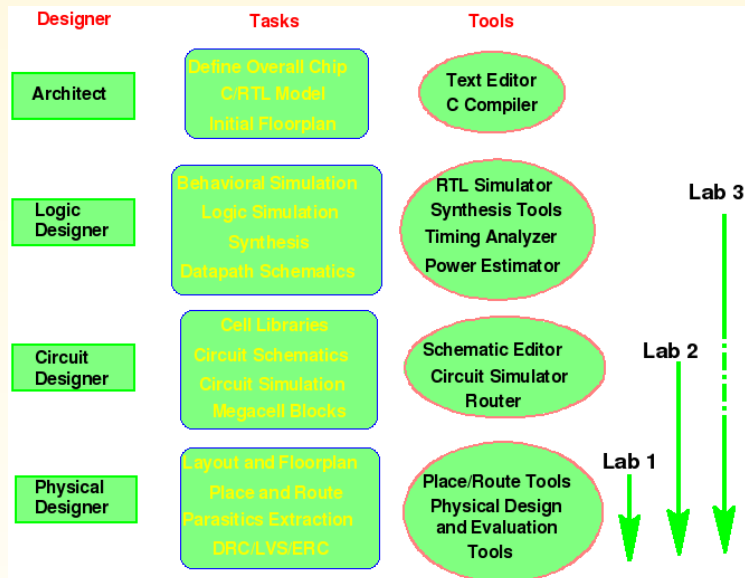 Designer
Tasks
Tools
Architect
Define Overall Chip
C/RTL Model
Initial Floorplan
Text Editor
C Compiler
Logic
Designer
Behavioral Simulation
Logic Simulation
Synthesis
Datapath Schematics
RTL Simulator
Synthesis Tools
Timing Analyzer
Power Estimator
Lab 3
Circuit
Designer
Cell Libraries
Circuit Schematics
Circuit Simulation
Megacell Blocks
Schematic Editor
Circuit Simulator
Router
Lab 2
Physical
Designer
Layout and Floorplan
Place and Route
Parasitics Extraction
DRC/LVS/ERC
Place/Route Tools
Physical Design
and Evaluation
Tools
Lab 1